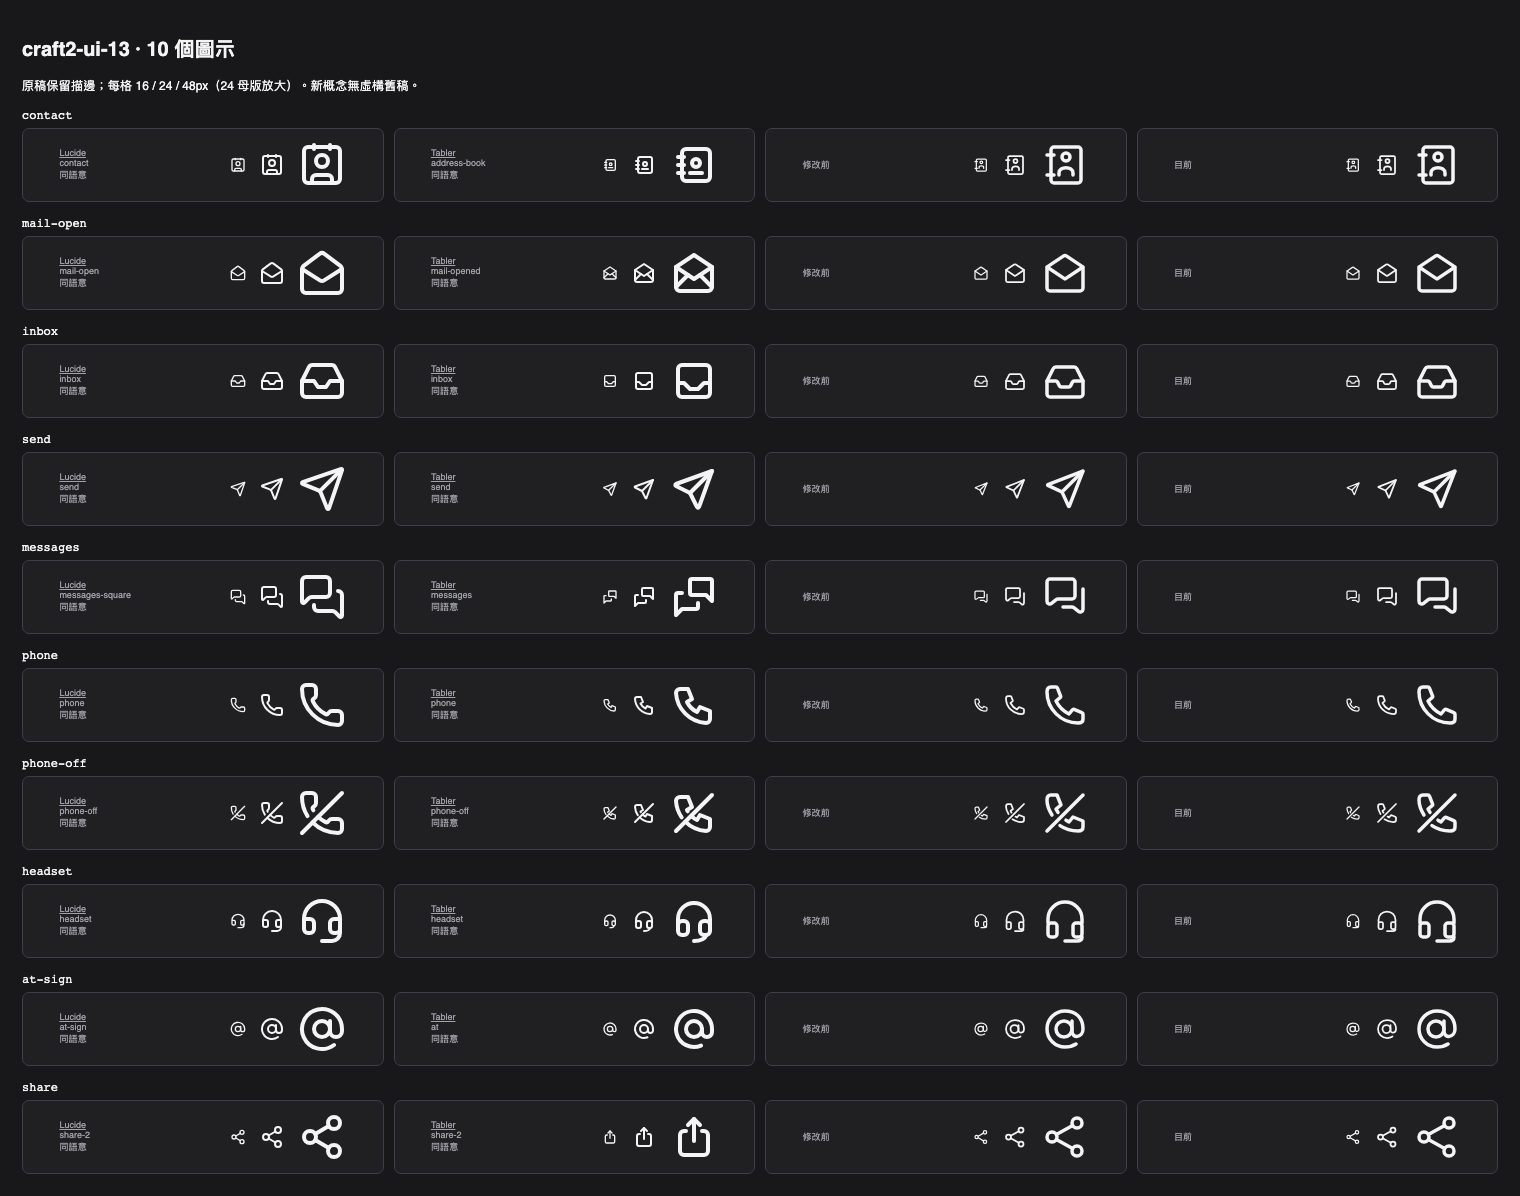 craft2-ui-13 · 10 個圖示
原稿保留描邊；每格 16 / 24 / 48px（24 母版放大）。新概念無虛構舊稿。
contact
Lucide
contact
同語意
Tabler
address-book
同語意
修改前
目前
mail-open
Lucide
mail-open
同語意
Tabler
mail-opened
同語意
修改前
目前
inbox
Lucide
inbox
同語意
Tabler
inbox
同語意
修改前
目前
send
Lucide
send
同語意
Tabler
send
同語意
修改前
目前
messages
Lucide
messages-square
同語意
Tabler
messages
同語意
修改前
目前
phone
Lucide
phone
同語意
Tabler
phone
同語意
修改前
目前
phone-off
Lucide
phone-off
同語意
Tabler
phone-off
同語意
修改前
目前
headset
Lucide
headset
同語意
Tabler
headset
同語意
修改前
目前
at-sign
Lucide
at-sign
同語意
Tabler
at
同語意
修改前
目前
share
Lucide
share-2
同語意
Tabler
share-2
同語意
修改前
目前